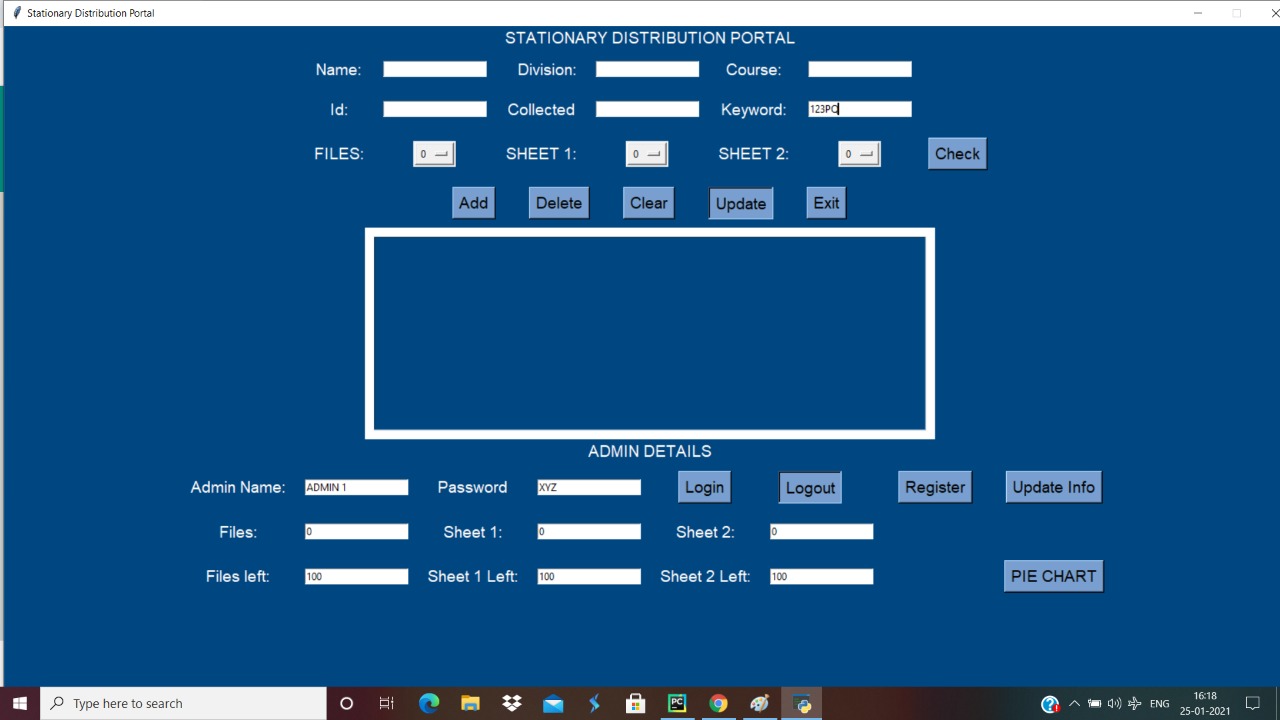 Stationary Distribution Portal
STATIONARY DISTRIBUTION PORTAL
Name: Division: Course:
Id: Collected Keyword: 123PO
FILES: 0 SHEET 1: 0 SHEET 2: 0 Check
Add Delete Clear Update Exit
ADMIN DETAILS
Admin Name: ADMIN 1 Password XYZ Login Logout Register Update Info
Files: 0 Sheet 1: 0 Sheet 2: 0
Files left: 100 Sheet 1 Left: 100 Sheet 2 Left: 100 PIE CHART
Type here to search PC ENG 16:18
25-01-2021